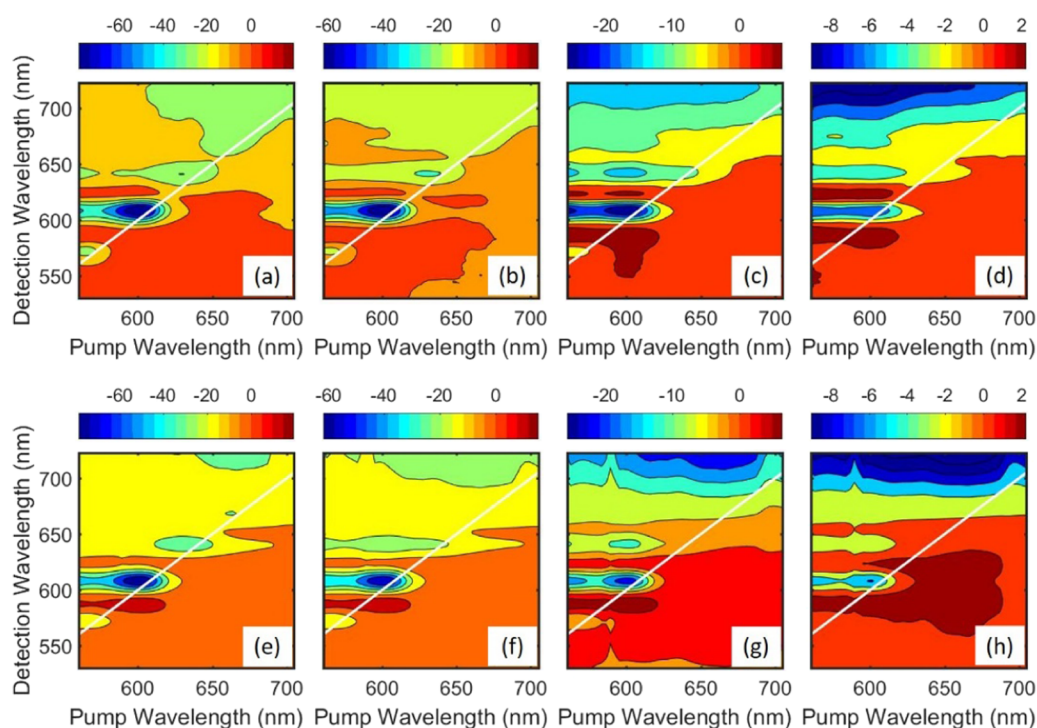 -60 -40 -20 0 -60 -40 -20 0 -20 -10 0 -8 -6 -4 -2 0 2
Detection Wavelength (nm)
700
650
600
550
(a) (b) (c) (d)
600 650 700 600 650 700 600 650 700 600 650 700
Pump Wavelength (nm) Pump Wavelength (nm) Pump Wavelength (nm) Pump Wavelength (nm)
-60 -40 -20 0 -60 -40 -20 0 -20 -10 0 -8 -6 -4 -2 0 2
Detection Wavelength (nm)
700
650
600
550
(e) (f) (g) (h)
600 650 700 600 650 700 600 650 700 600 650 700
Pump Wavelength (nm) Pump Wavelength (nm) Pump Wavelength (nm) Pump Wavelength (nm)